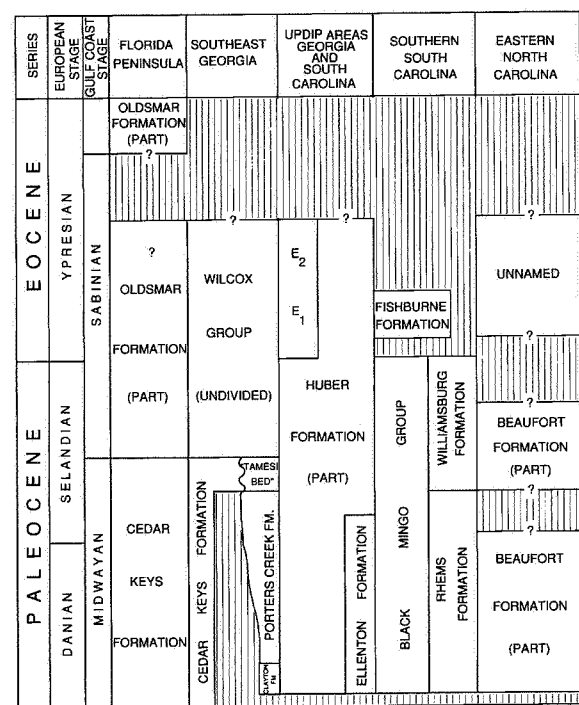 SERIES
EUROPEAN STAGE
GULF COAST STAGE
FLORIDA
PENINSULA
SOUTHEAST
GEORGIA
UPDIP AREAS
GEORGIA
AND
SOUTH
CAROLINA
SOUTHERN
SOUTH
CAROLINA
EASTERN
NORTH
CAROLINA
EOCENE
PALEOCENE
YPRESIAN
SELANDIAN
DANIAN
SABINIAN
MIDWAYAN
OLDSMAR
FORMATION
(PART)
?
?
OLDSMAR
FORMATION
(PART)
CEDAR
KEYS
FORMATION
?
WILCOX
GROUP
(UNDIVIDED)
"TAMESI
BED"
CEDAR KEYS FORMATION
PORTERS CREEK FM.
CLAYTON
FM
?
E2
E1
HUBER
FORMATION
(PART)
ELLENTON FORMATION
FISHBURNE
FORMATION
BLACK MINGO GROUP
WILLIAMSBURG
FORMATION
RHEMS
FORMATION
?
UNNAMED
?
?
BEAUFORT
FORMATION
(PART)
?
?
BEAUFORT
FORMATION
(PART)